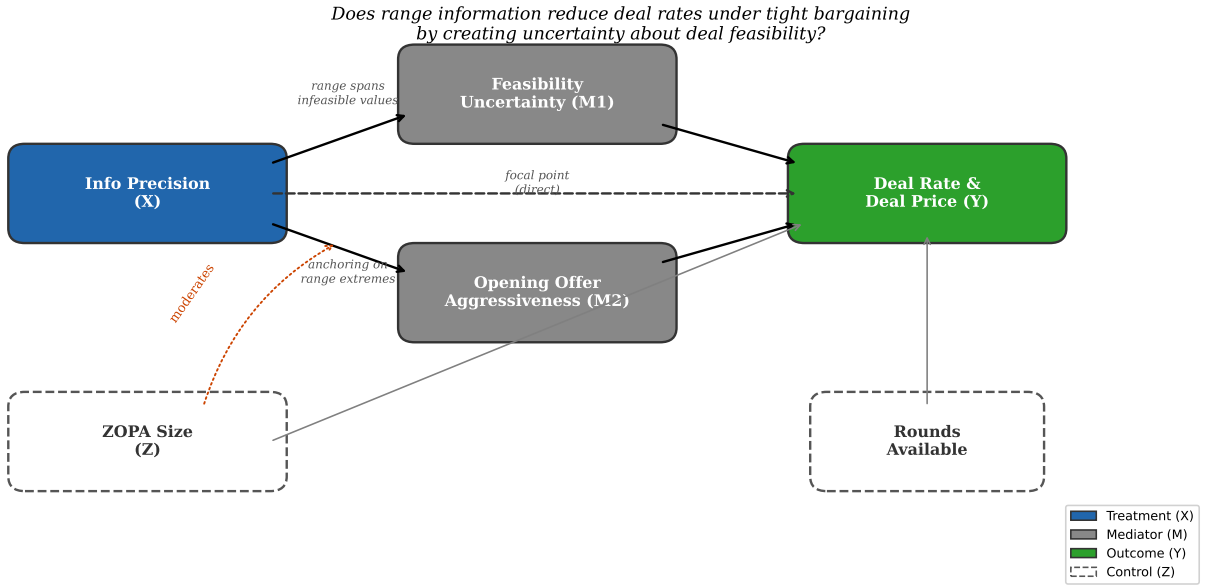 Does range information reduce deal rates under tight bargaining
by creating uncertainty about deal feasibility?
range spans
infeasible values
Feasibility
Uncertainty (M1)
Info Precision
(X)
focal point
(direct)
Deal Rate &
Deal Price (Y)
anchoring on
range extremes
Opening Offer
Aggressiveness (M2)
moderates
ZOPA Size
(Z)
Rounds
Available
Treatment (X)
Mediator (M)
Outcome (Y)
Control (Z)